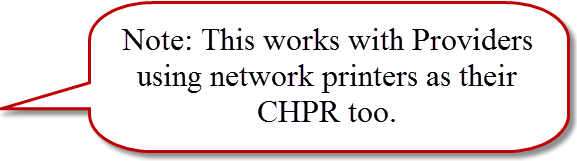 Note: This works with Providers
using network printers as their
CHPR too.